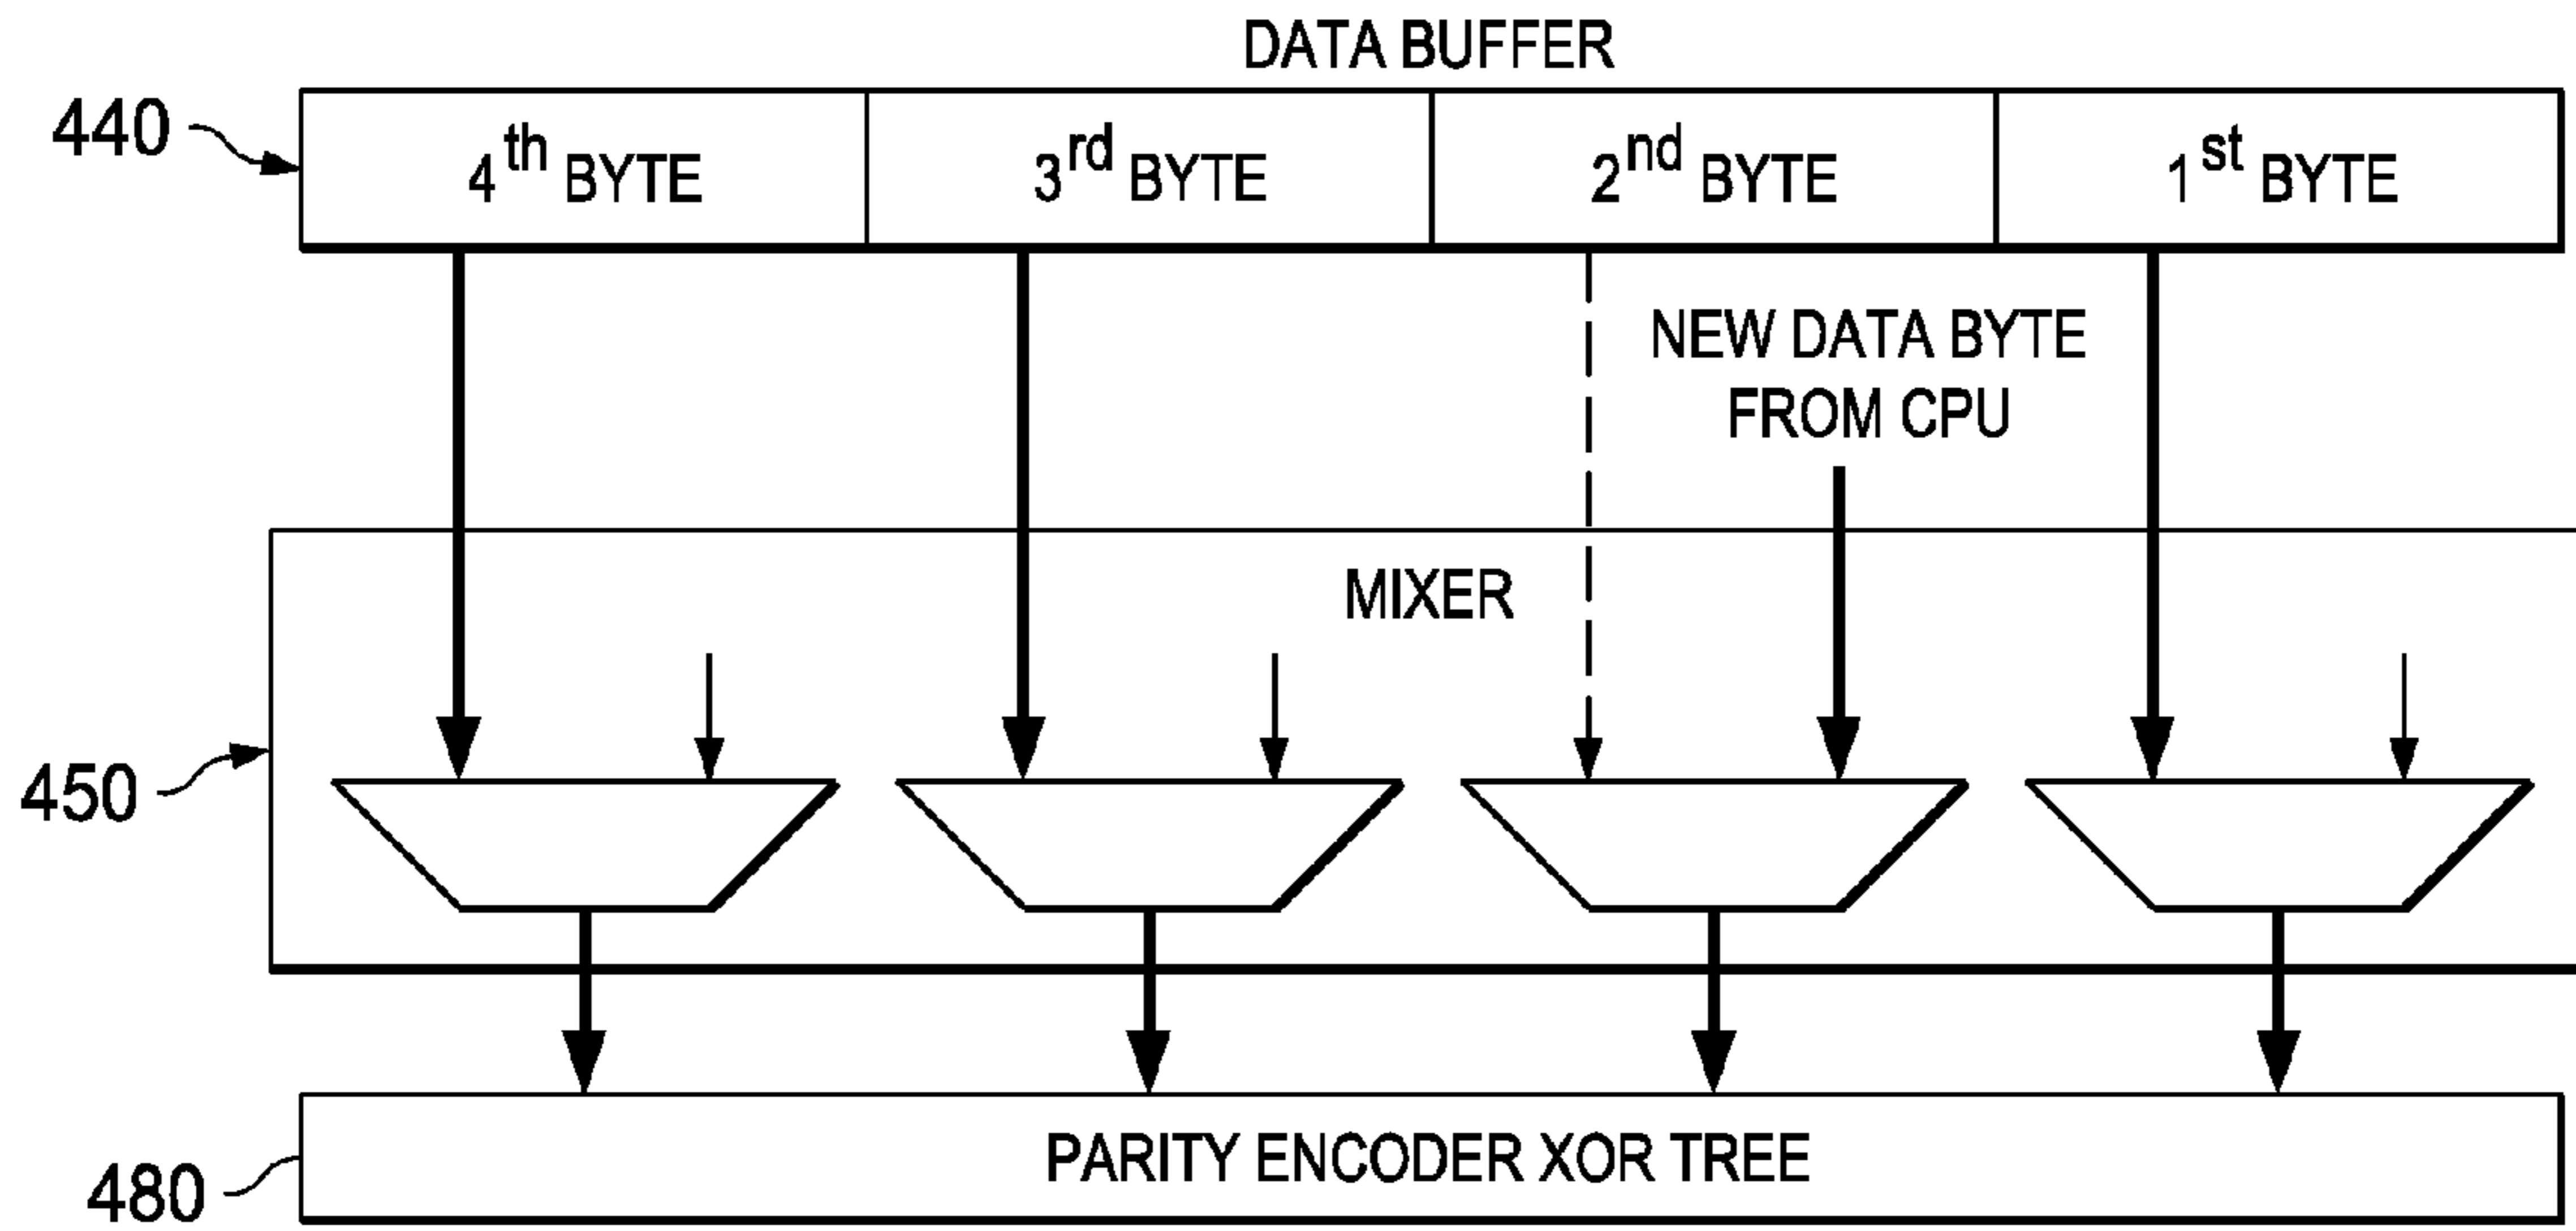 DATA BUFFER
440
4th BYTE 3rd BYTE 2nd BYTE 1st BYTE
NEW DATA BYTE
FROM CPU
MIXER
450
PARITY ENCODER XOR TREE
480